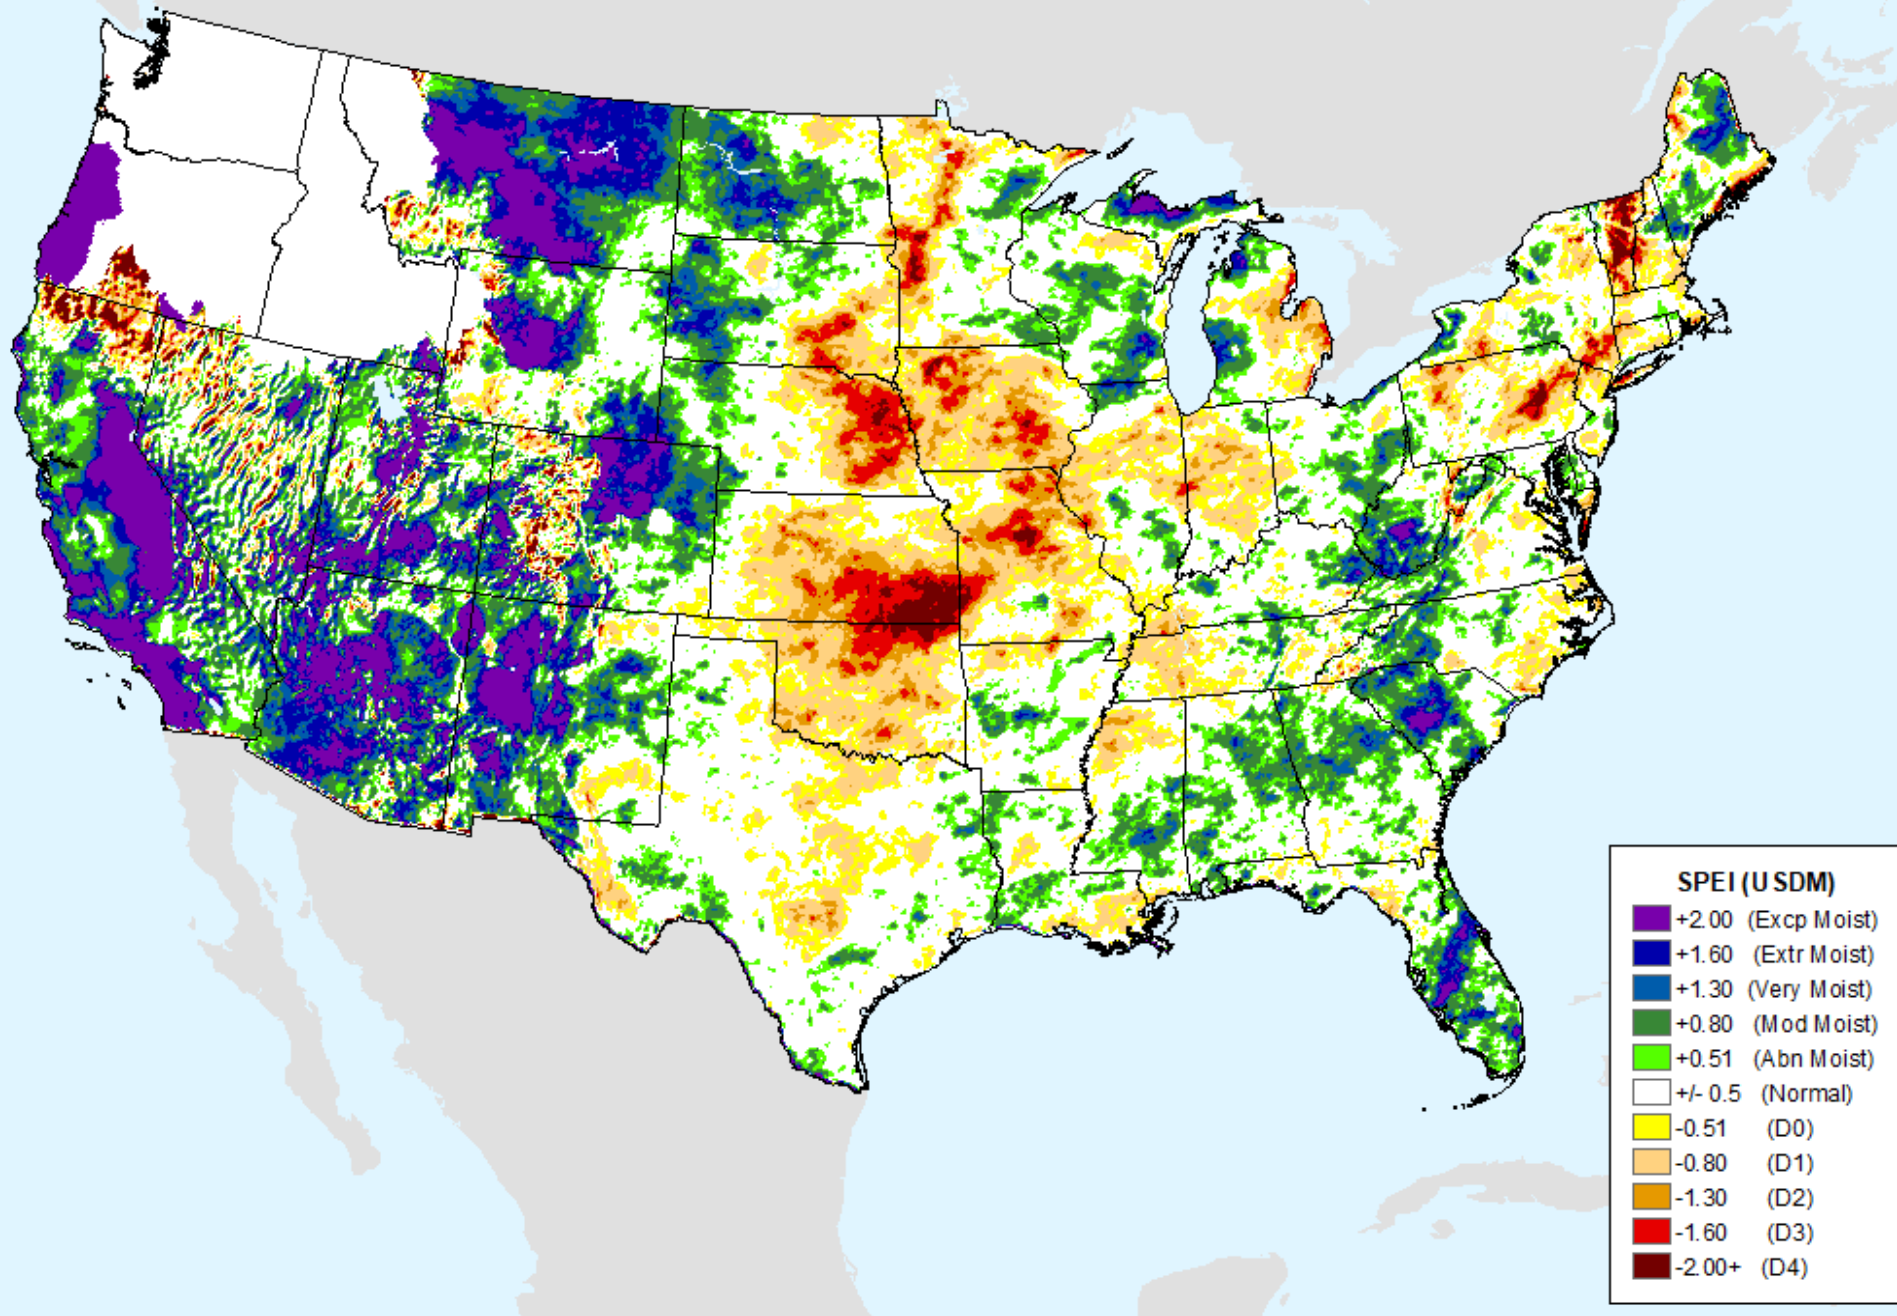 SPEI (USDM)
+2.00 (Excp Moist)
+1.60 (Extr Moist)
+1.30 (Very Moist)
+0.80 (Mod Moist)
+0.51 (Abn Moist)
+/- 0.5 (Normal)
-0.51 (D0)
-0.80 (D1)
-1.30 (D2)
-1.60 (D3)
-2.00+ (D4)